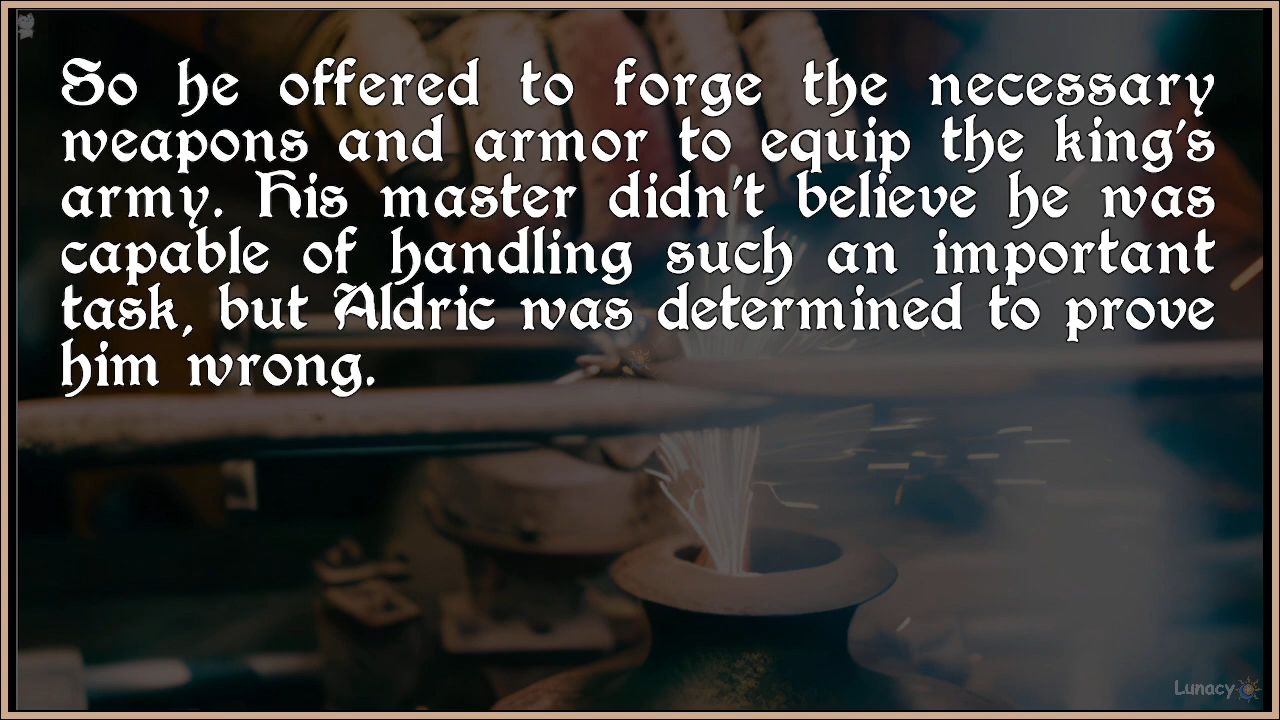 So he offered to forge the necessary
weapons and armor to equip the king's
army. His master didn't believe he was
capable of handling such an important
task, but Aldric was determined to prove
him wrong.
Lunacy